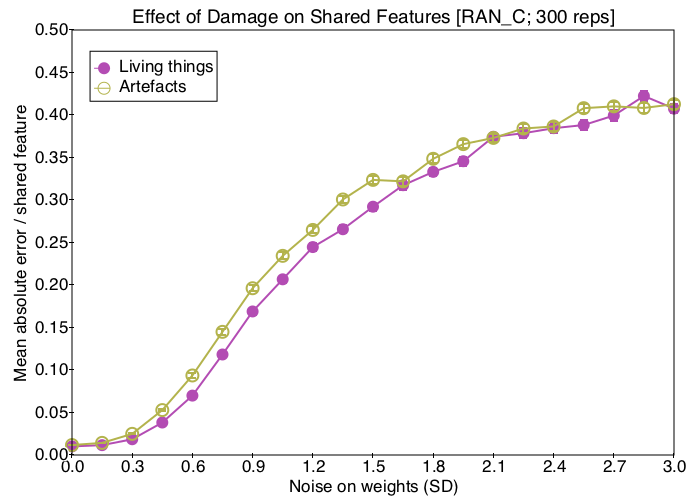 Effect of Damage on Shared Features [RAN_C; 300 reps]
Living things
Artefacts
Mean absolute error / shared feature
0.50
0.45
0.40
0.35
0.30
0.25
0.20
0.15
0.10
0.05
0.00
0.0 0.3 0.6 0.9 1.2 1.5 1.8 2.1 2.4 2.7 3.0
Noise on weights (SD)